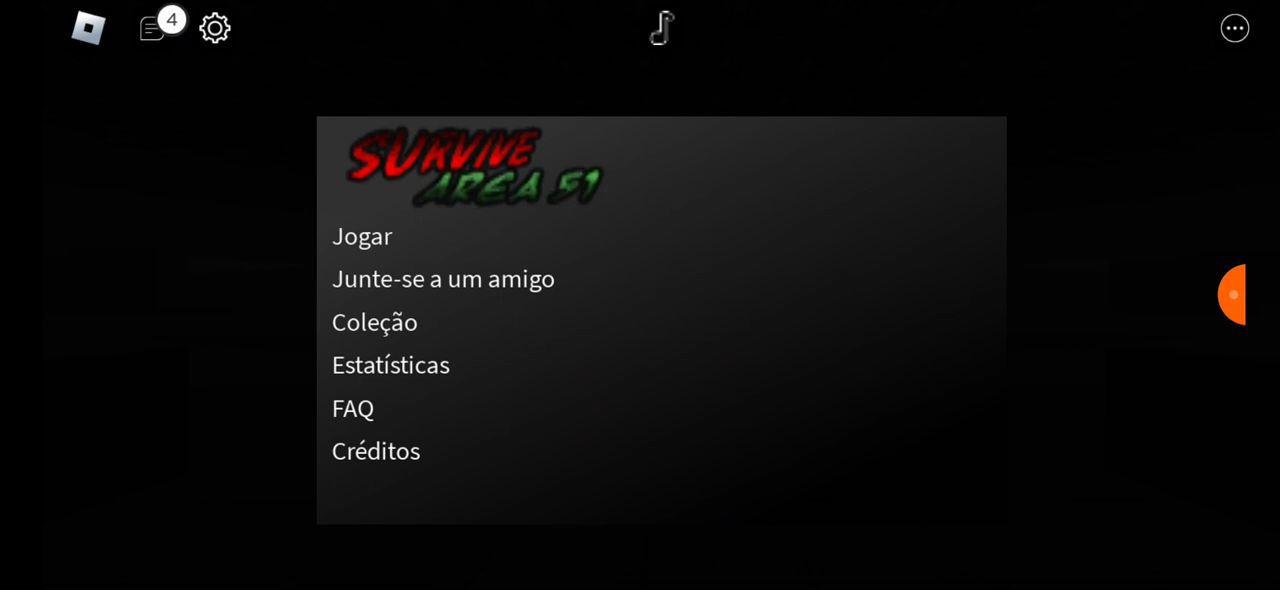 4
SURVIVE
AREA 51
Jogar
Junte-se a um amigo
Coleção
Estatísticas
FAQ
Créditos